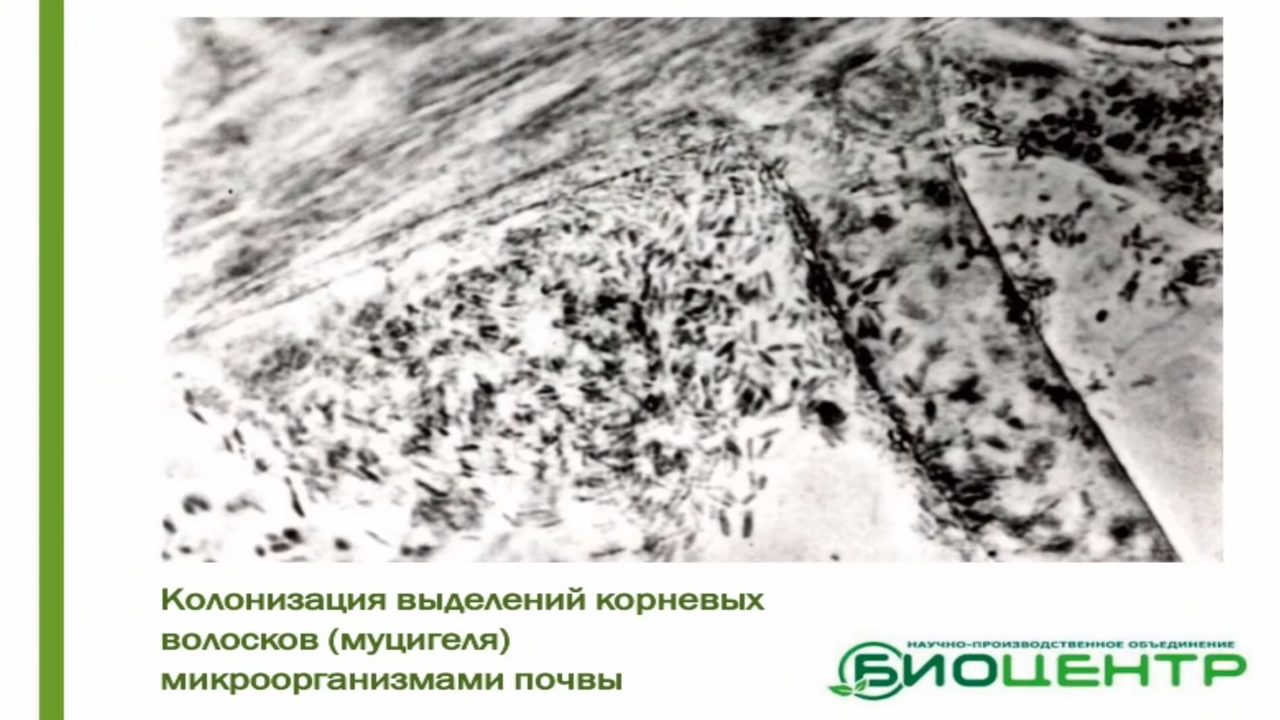 Колонизация выделений корневых
волосков (муцигеля)
микроорганизмами почвы
НАУЧНО-ПРОИЗВОДСТВЕННОЕ ОБЪЕДИНЕНИЕ
БИОЦЕНТР